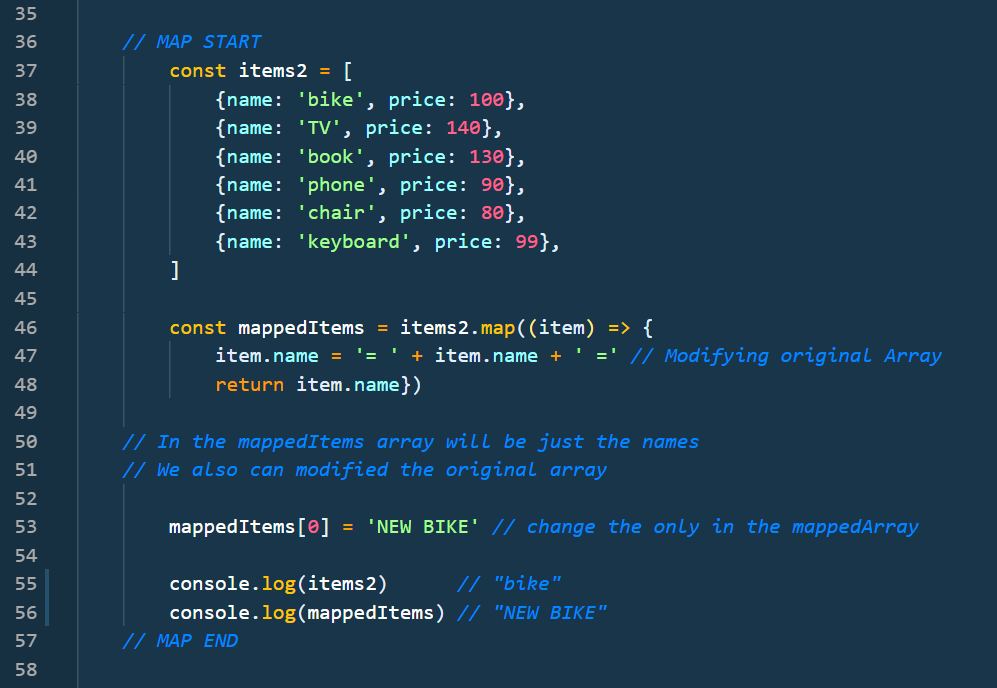 35
36 // MAP START
37 const items2 = [
38 {name: 'bike', price: 100},
39 {name: 'TV', price: 140},
40 {name: 'book', price: 130},
41 {name: 'phone', price: 90},
42 {name: 'chair', price: 80},
43 {name: 'keyboard', price: 99},
44 ]
45
46 const mappedItems = items2.map((item) => {
47 item.name = '= ' + item.name + ' =' // Modifying original Array
48 return item.name})
49
50 // In the mappedItems array will be just the names
51 // We also can modified the original array
52
53 mappedItems[0] = 'NEW BIKE' // change the only in the mappedArray
54
55 console.log(items2) // "bike"
56 console.log(mappedItems) // "NEW BIKE"
57 // MAP END
58